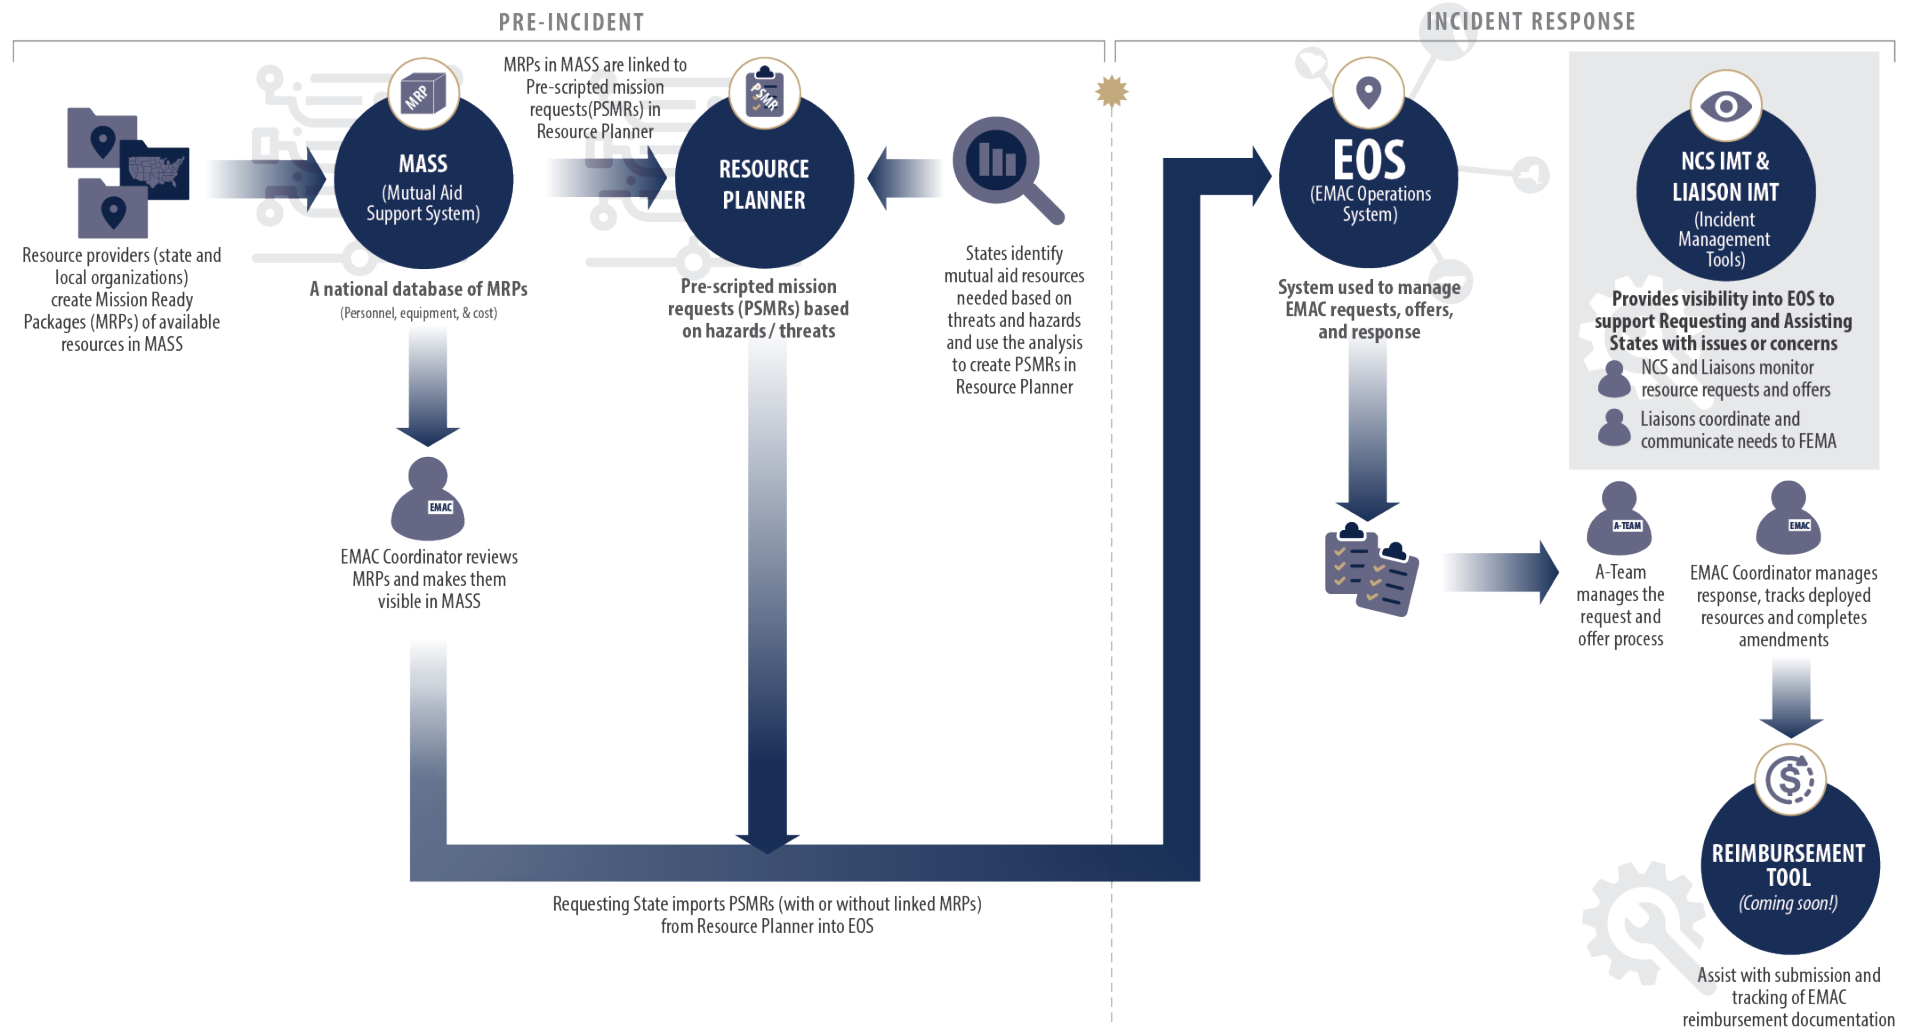 PRE-INCIDENT
INCIDENT RESPONSE
Resource providers (state and
local organizations)
create Mission Ready
Packages (MRPs) of available
resources in MASS
MRP
MASS
(Mutual Aid
Support System)
A national database of MRPs
(Personnel, equipment, & cost)
EMAC
EMAC Coordinator reviews
MRPs and makes them
visible in MASS
MRPs in MASS are linked to
Pre-scripted mission
requests(PSMRs) in
Resource Planner
PSMR
RESOURCE
PLANNER
Pre-scripted mission
requests (PSMRs) based
on hazards / threats
States identify
mutual aid resources
needed based on
threats and hazards
and use the analysis
to create PSMRs in
Resource Planner
Requesting State imports PSMRs (with or without linked MRPs)
from Resource Planner into EOS
EOS
(EMAC Operations
System)
System used to manage
EMAC requests, offers,
and response
NCS IMT &
LIAISON IMT
(Incident
Management
Tools)
Provides visibility into EOS to
support Requesting and Assisting
States with issues or concerns
NCS and Liaisons monitor
resource requests and offers
Liaisons coordinate and
communicate needs to FEMA
A-TEAM
A-Team
manages the
request and
offer process
EMAC
EMAC Coordinator manages
response, tracks deployed
resources and completes
amendments
$
REIMBURSEMENT
TOOL
(Coming soon!)
Assist with submission and
tracking of EMAC
reimbursement documentation